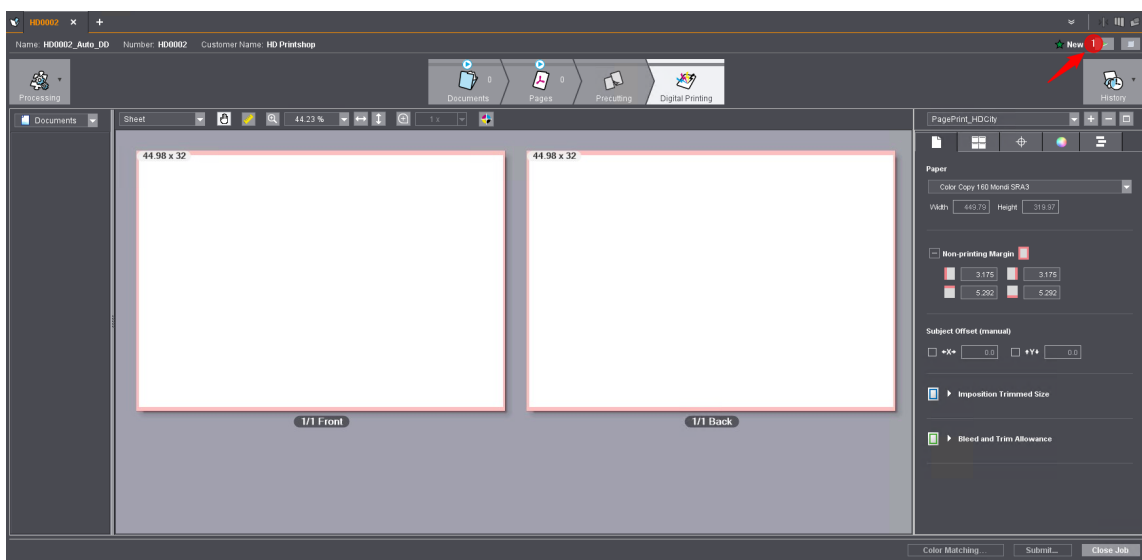 HD0002 × +
Name: HD0002_Auto_DD Number: HD0002 Customer Name: HD Printshop New 1
Processing
Documents 0
Pages 0
Precutting
Digital Printing
History
Documents
Sheet 44.23 % 1 x
PagePrint_HDCity
44.98 x 32
44.98 x 32
1/1 Front
1/1 Back
Paper
Color Copy 160 Mondi SRA3
Width 449.79 Height 319.97
Non-printing Margin
3.175 3.175
5.292 5.292
Subject Offset (manual)
X 0.0 Y 0.0
Imposition Trimmed Size
Bleed and Trim Allowance
Color Matching... Submit... Close Job